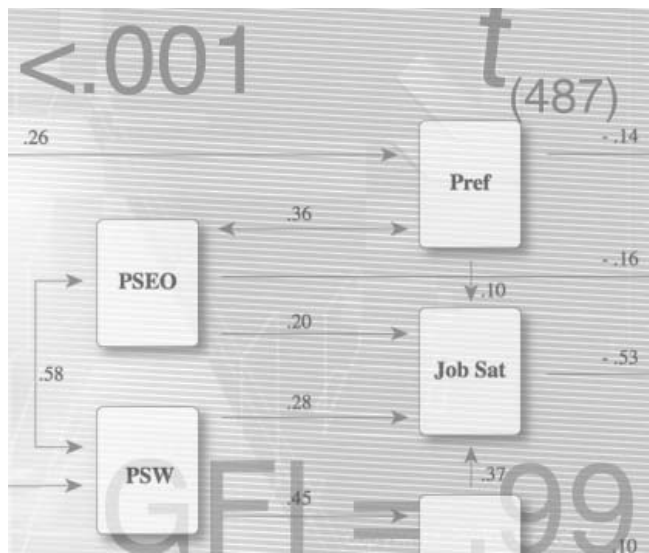 <.001
t(487)
.26
- .14
Pref
.36
- .16
PSEO
.10
.20
- .53
Job Sat
.58
.28
PSW
.37
GFI = .99
.45
.10